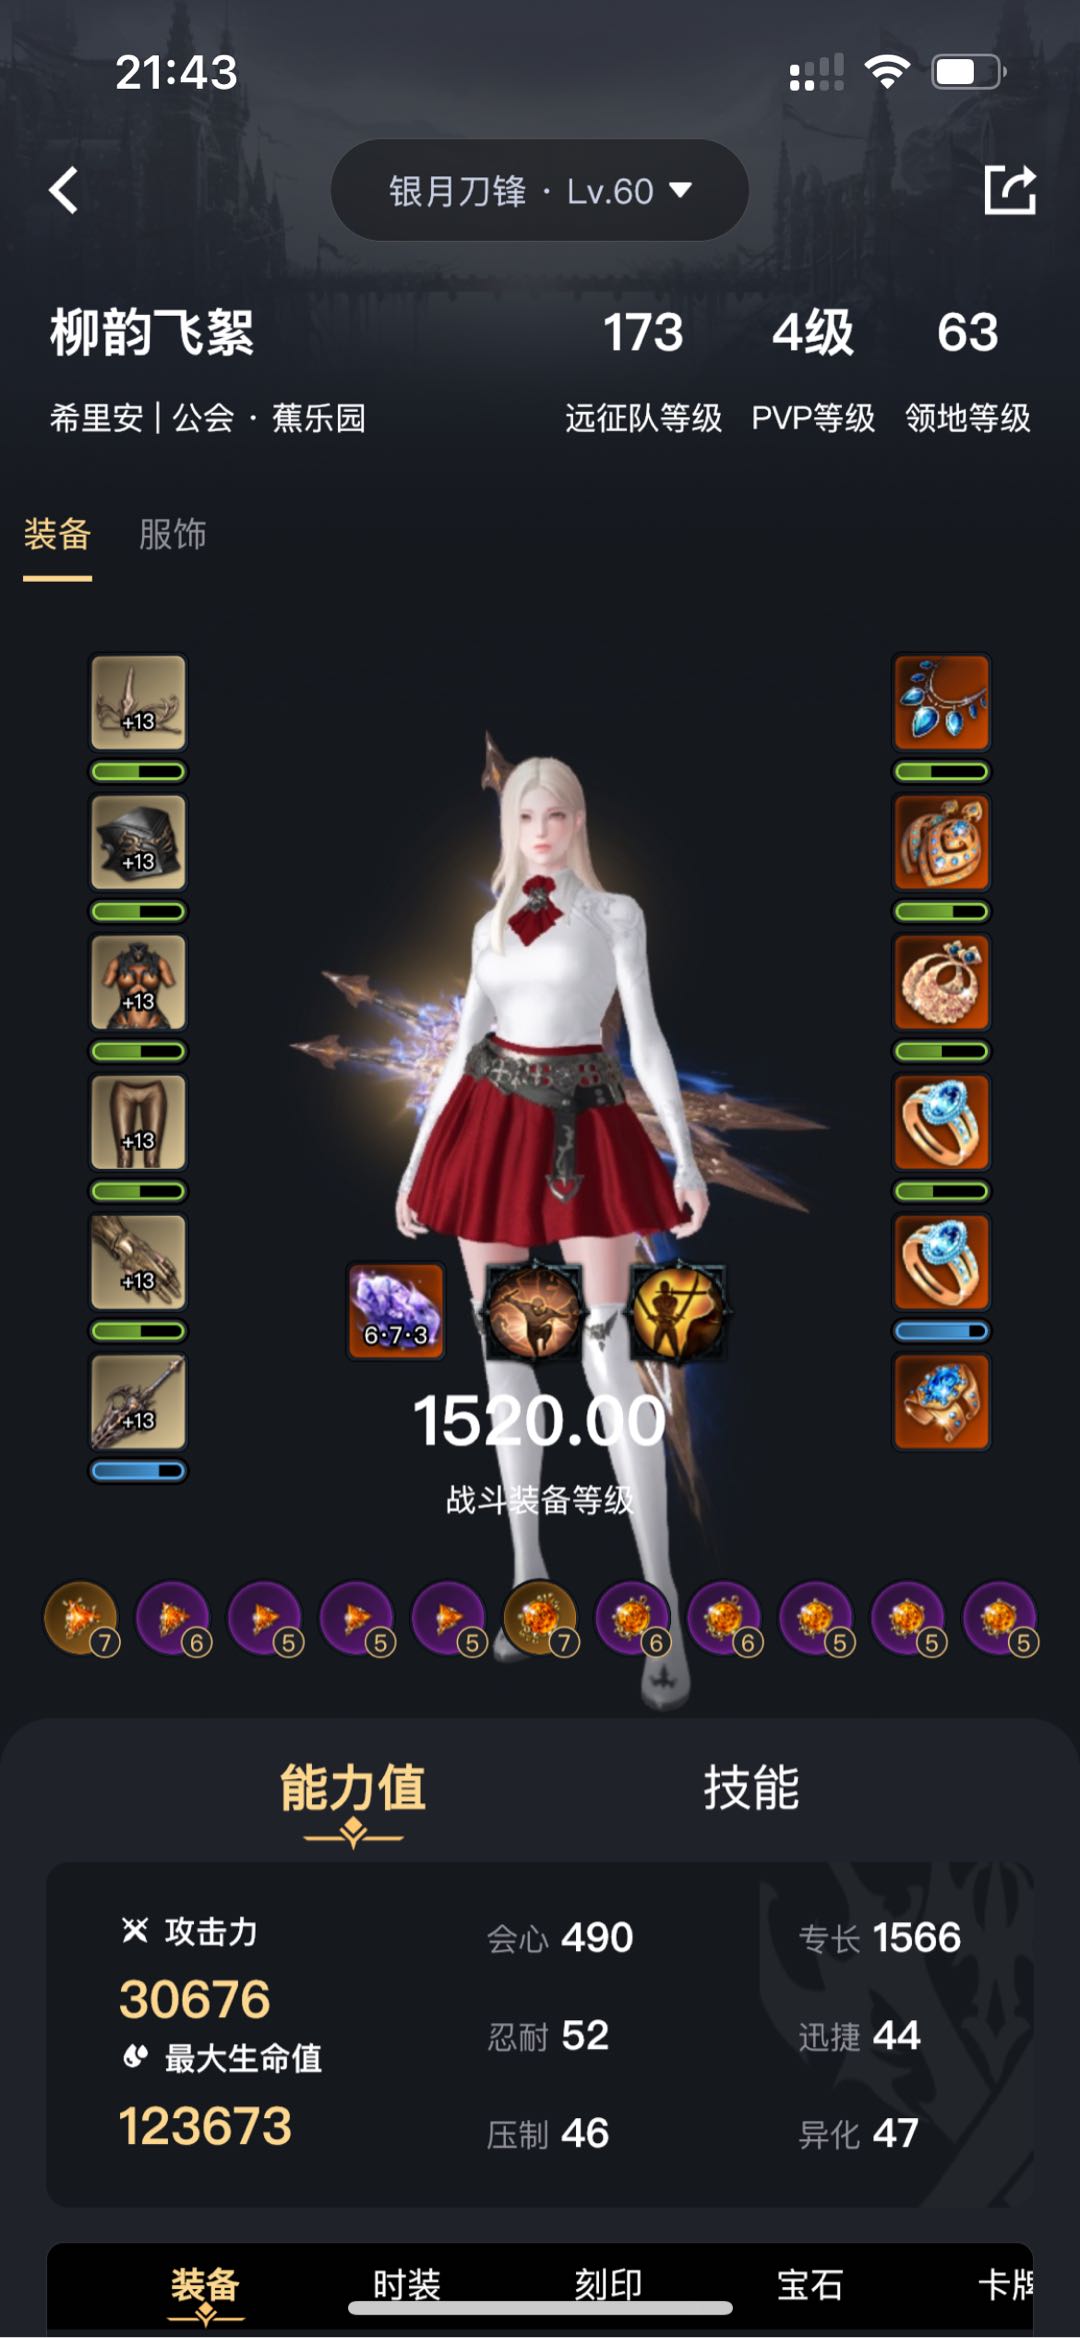 21:43
银月刀锋 · Lv.60
柳韵飞絮
173 4级 63
希里安 | 公会 · 蕉乐园
远征队等级 PVP等级 领地等级
装备 服饰
+13
+13
+13
+13
+13
+13
6·7·3
1520.00
战斗装备等级
7 6 5 5 5 7 6 6 5 5 5
能力值 技能
攻击力
30676
最大生命值
123673
会心 490 专长 1566
忍耐 52 迅捷 44
压制 46 异化 47
装备 时装 刻印 宝石 卡牌